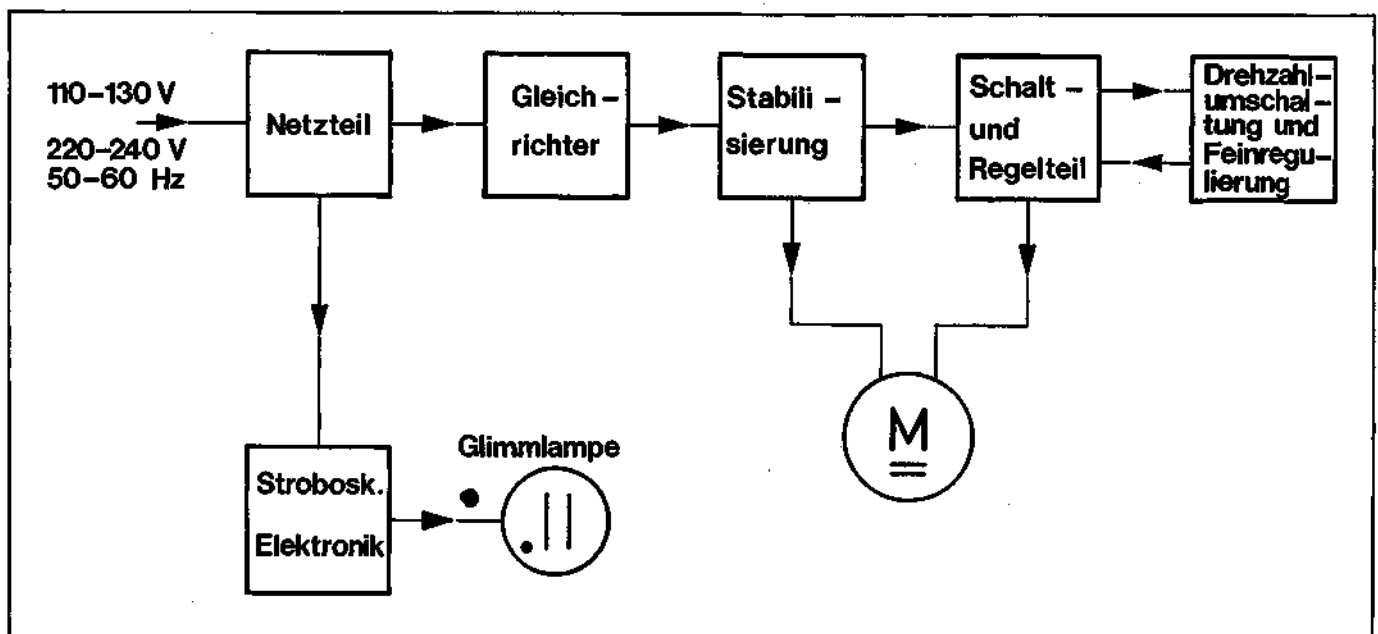 110–130 V
220–240 V
50–60 Hz
Netzteil
Gleich –
richter
Stabili –
sierung
Schalt –
und
Regelteil
Drehzahl–
umschal–
tung und
Feinregu–
lierung
M
Strobosk.
Elektronik
Glimmlampe